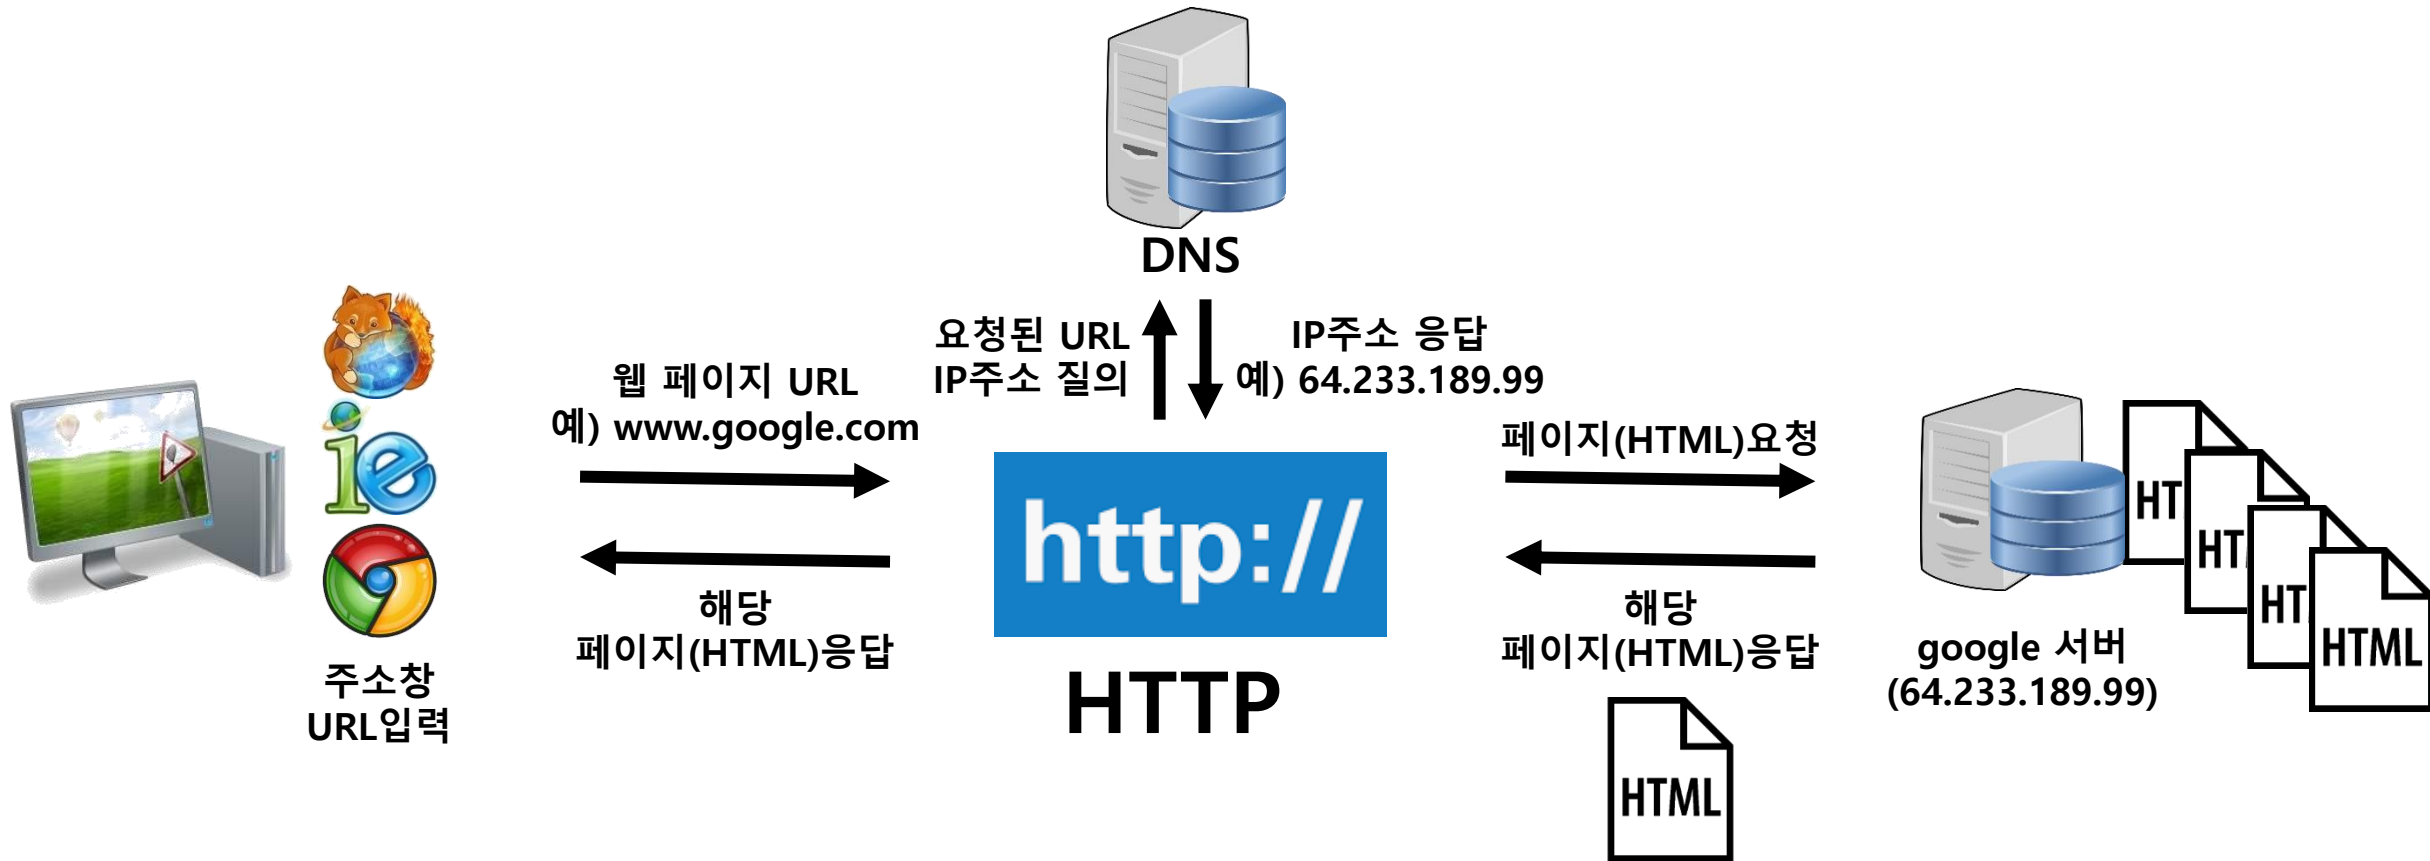 DNS
요청된 URL
IP주소 질의
IP주소 응답
예) 64.233.189.99
웹 페이지 URL
예) www.google.com
페이지(HTML)요청
http://
HTTP
해당
페이지(HTML)응답
해당
페이지(HTML)응답
ie
주소창
URL입력
google 서버
(64.233.189.99)
HT
HT
HT
HTML
HTML